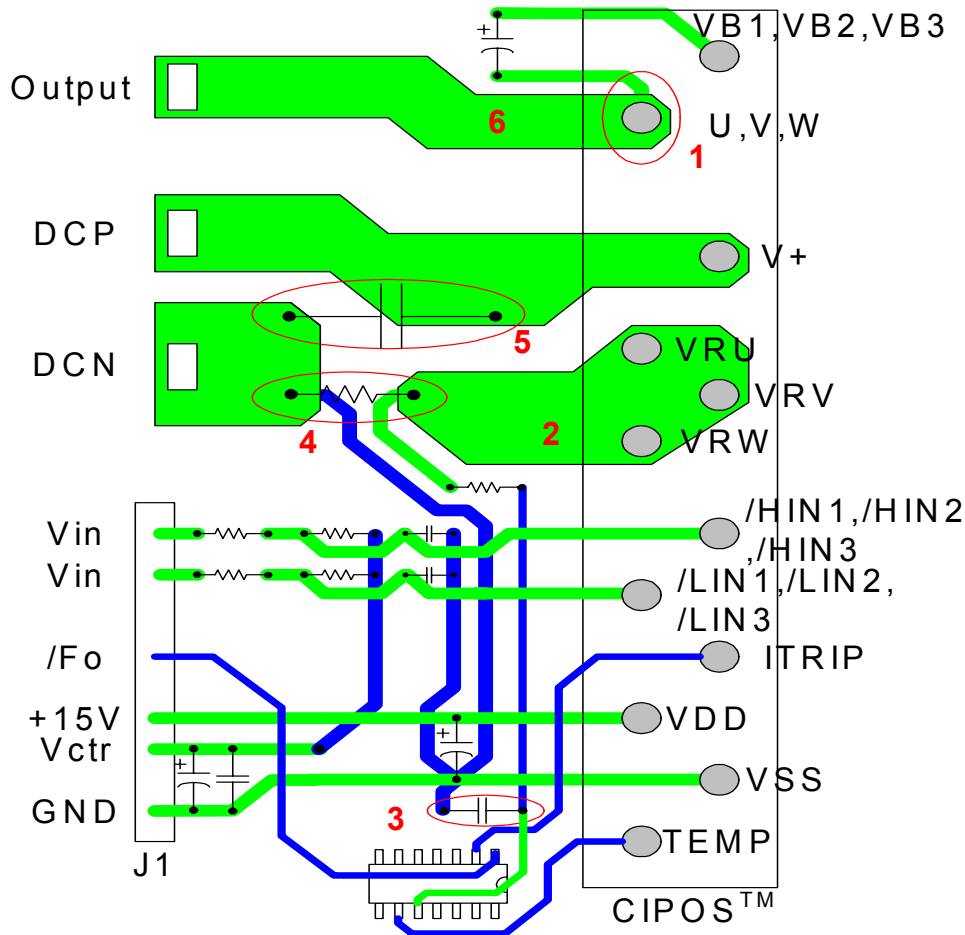 VB1,VB2,VB3
+
Output
6
U,V,W
1
DCP
V+
5
DCN
VRU
VRV
4
2
VRW
Vin
/HIN1,/HIN2
,/HIN3
Vin
/LIN1,/LIN2,
/LIN3
/Fo
ITRIP
+15V
VDD
+
Vctr
+
VSS
GND
3
TEMP
J1
CIPOS™